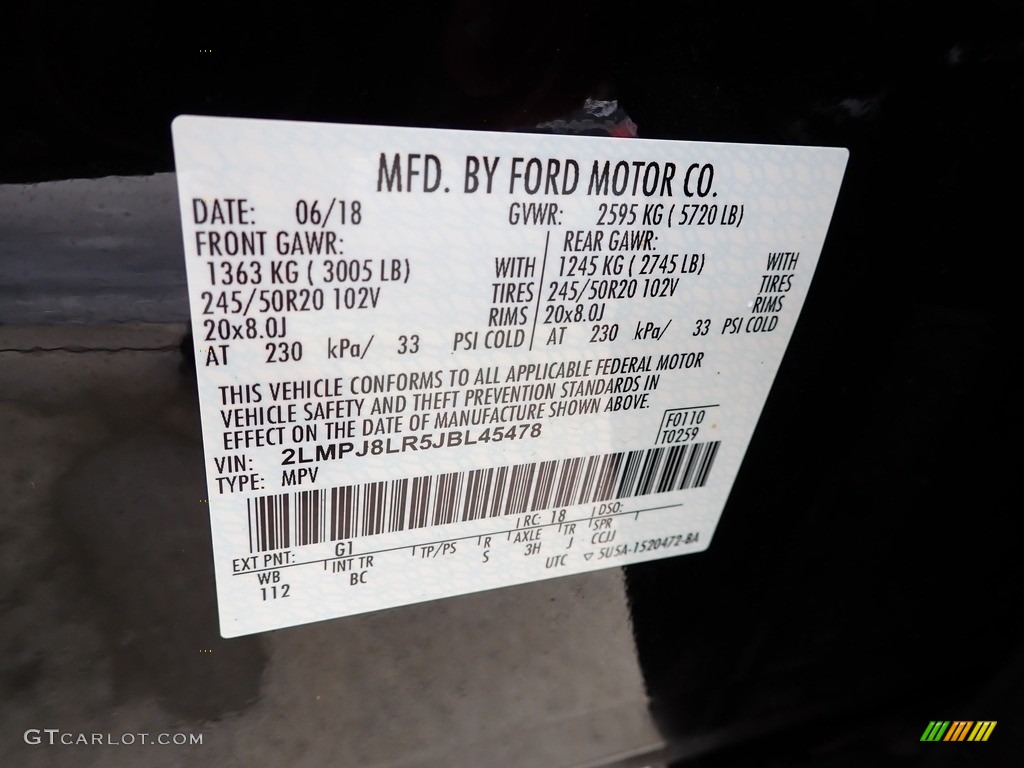 MFD. BY FORD MOTOR CO.
DATE: 06/18 GVWR: 2595 KG ( 5720 LB)
FRONT GAWR: REAR GAWR:
1363 KG ( 3005 LB) WITH 1245 KG ( 2745 LB) WITH
245/50R20 102V TIRES 245/50R20 102V TIRES
20x8.0J RIMS 20x8.0J RIMS
AT 230 kPa/ 33 PSI COLD AT 230 kPa/ 33 PSI COLD
THIS VEHICLE CONFORMS TO ALL APPLICABLE FEDERAL MOTOR
VEHICLE SAFETY AND THEFT PREVENTION STANDARDS IN
EFFECT ON THE DATE OF MANUFACTURE SHOWN ABOVE.
F0110
T0259
VIN: 2LMPJ8LR5JBL45478
TYPE: MPV
RC: 18 DSO:
EXT PNT: G1 TP/PS R AXLE TR SPR
WB INT TR S 3H J CCJJ
112 BC UTC ▽ 5U5A-1520472-BA
GTCARLOT.COM